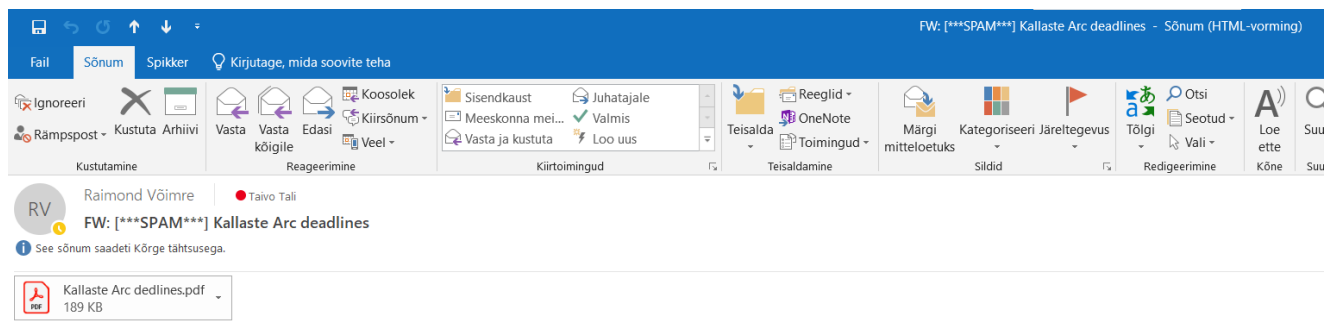 FW: [***SPAM***] Kallaste Arc deadlines - Sõnum (HTML-vorming)
Fail Sõnum Spikker Kirjutage, mida soovite teha
Ignoreeri
Rämpspost
Kustuta
Arhiivi
Kustutamine
Vasta
Vasta kõigile
Edasi
Koosolek
Kiirsõnum
Veel
Reageerimine
Sisendkaust
Meeskonna mei...
Vasta ja kustuta
Juhatajale
Valmis
Loo uus
Kiirtoimingud
Teisalda
Reeglid
OneNote
Toimingud
Teisaldamine
Märgi
mitteloetuks
Kategoriseeri
Järeltegevus
Sildid
Tõlgi
Otsi
Seotud
Vali
Redigeerimine
Loe
ette
Kõne
Suu
Suu
RV
Raimond Võimre
Taivo Tali
FW: [***SPAM***] Kallaste Arc deadlines
See sõnum saadeti Kõrge tähtsusega.
PDF
Kallaste Arc dedlines.pdf
189 KB